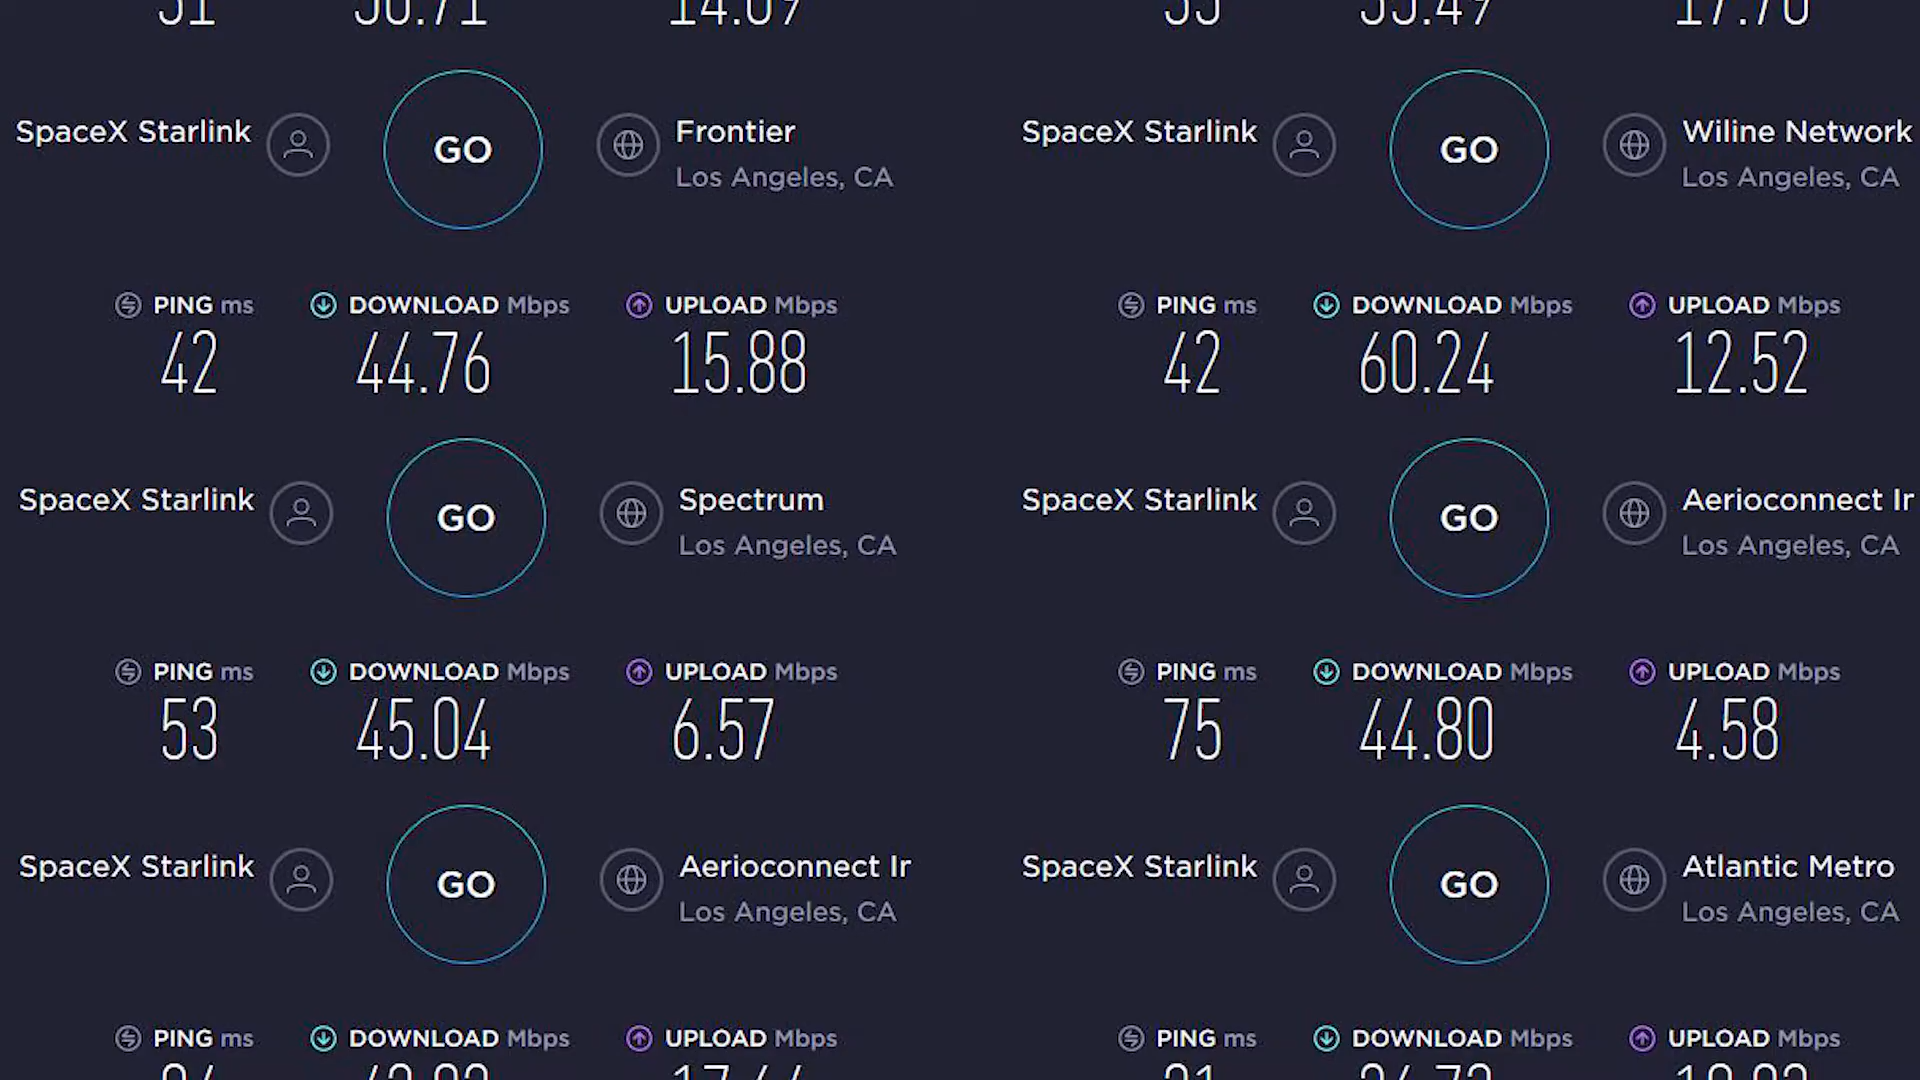 SpaceX Starlink GO Frontier SpaceX Starlink GO Wiline Network
Los Angeles, CA Los Angeles, CA
PING ms DOWNLOAD Mbps UPLOAD Mbps PING ms DOWNLOAD Mbps UPLOAD Mbps
42 44.76 15.88 42 60.24 12.52
SpaceX Starlink GO Spectrum SpaceX Starlink GO Aerioconnect Ir
Los Angeles, CA Los Angeles, CA
PING ms DOWNLOAD Mbps UPLOAD Mbps PING ms DOWNLOAD Mbps UPLOAD Mbps
53 45.04 6.57 75 44.80 4.58
SpaceX Starlink GO Aerioconnect Ir SpaceX Starlink GO Atlantic Metro
Los Angeles, CA Los Angeles, CA
PING ms DOWNLOAD Mbps UPLOAD Mbps PING ms DOWNLOAD Mbps UPLOAD Mbps